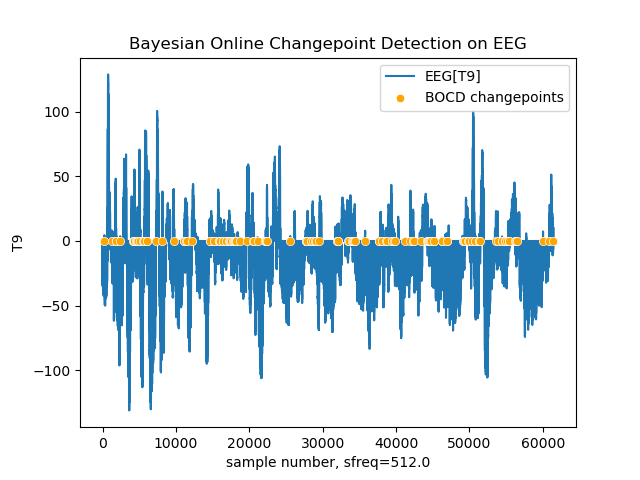 Bayesian Online Changepoint Detection on EEG
EEG[T9]
BOCD changepoints
100
50
0
−50
−100
T9
0
10000
20000
30000
40000
50000
60000
sample number, sfreq=512.0